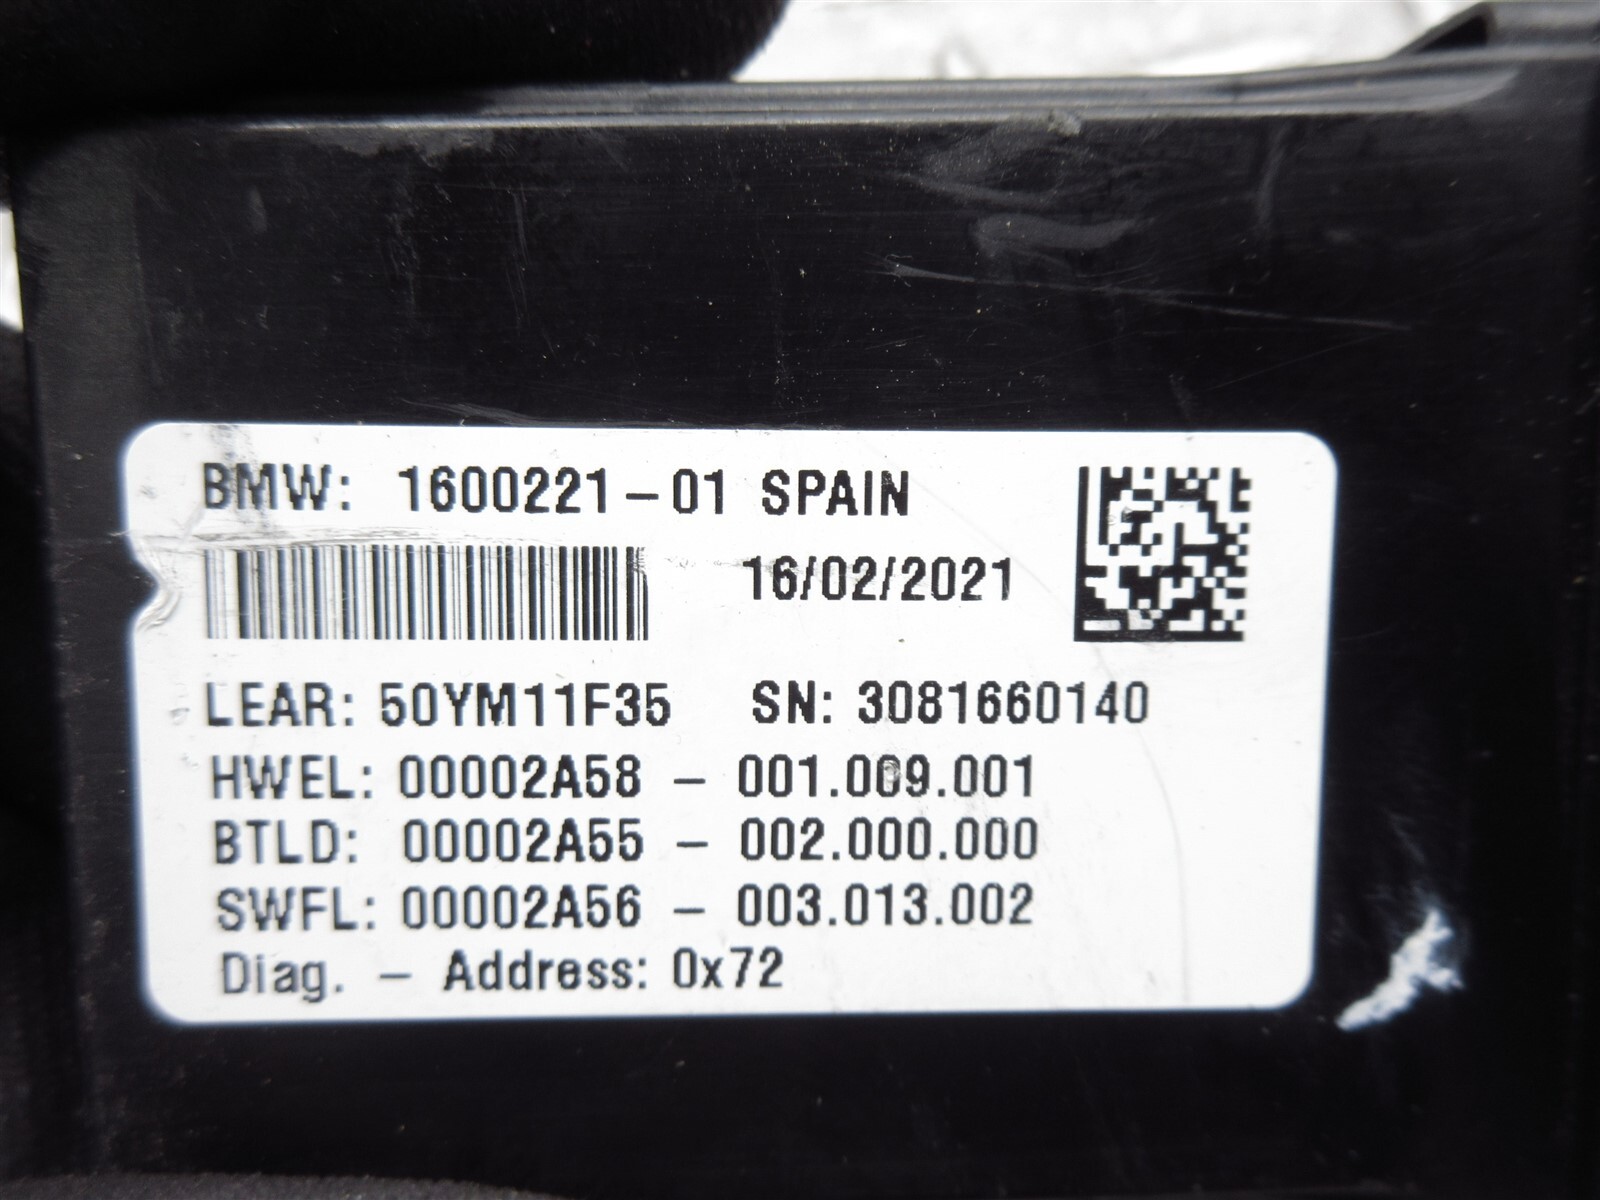 BMW: 1600221-01 SPAIN
16/02/2021
LEAR: 50YM11F35 SN: 3081660140
HWEL: 00002A58 - 001.009.001
BTLD: 00002A55 - 002.000.000
SWFL: 00002A56 - 003.013.002
Diag. - Address: 0x72